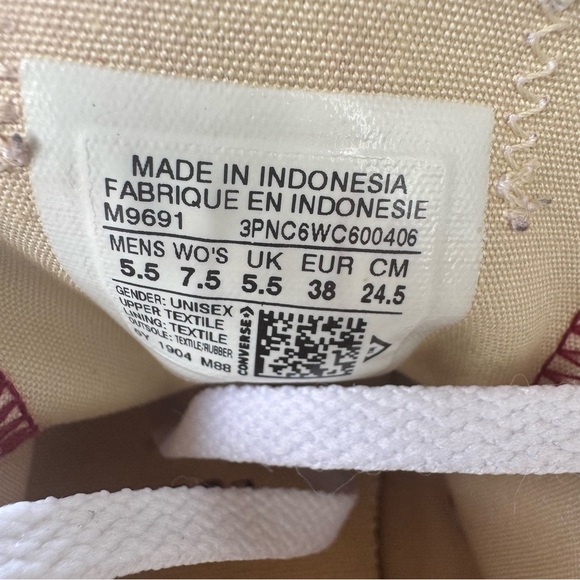 MADE IN INDONESIA
FABRIQUE EN INDONESIE
M9691 3PNC6WC600406
MENS WO'S UK EUR CM
5.5 7.5 5.5 38 24.5
GENDER: UNISEX
UPPER TEXTILE
LINING: TEXTILE
OUTSOLE: TEXTILE/RUBBER
SY 1904 M88
CONVERSE